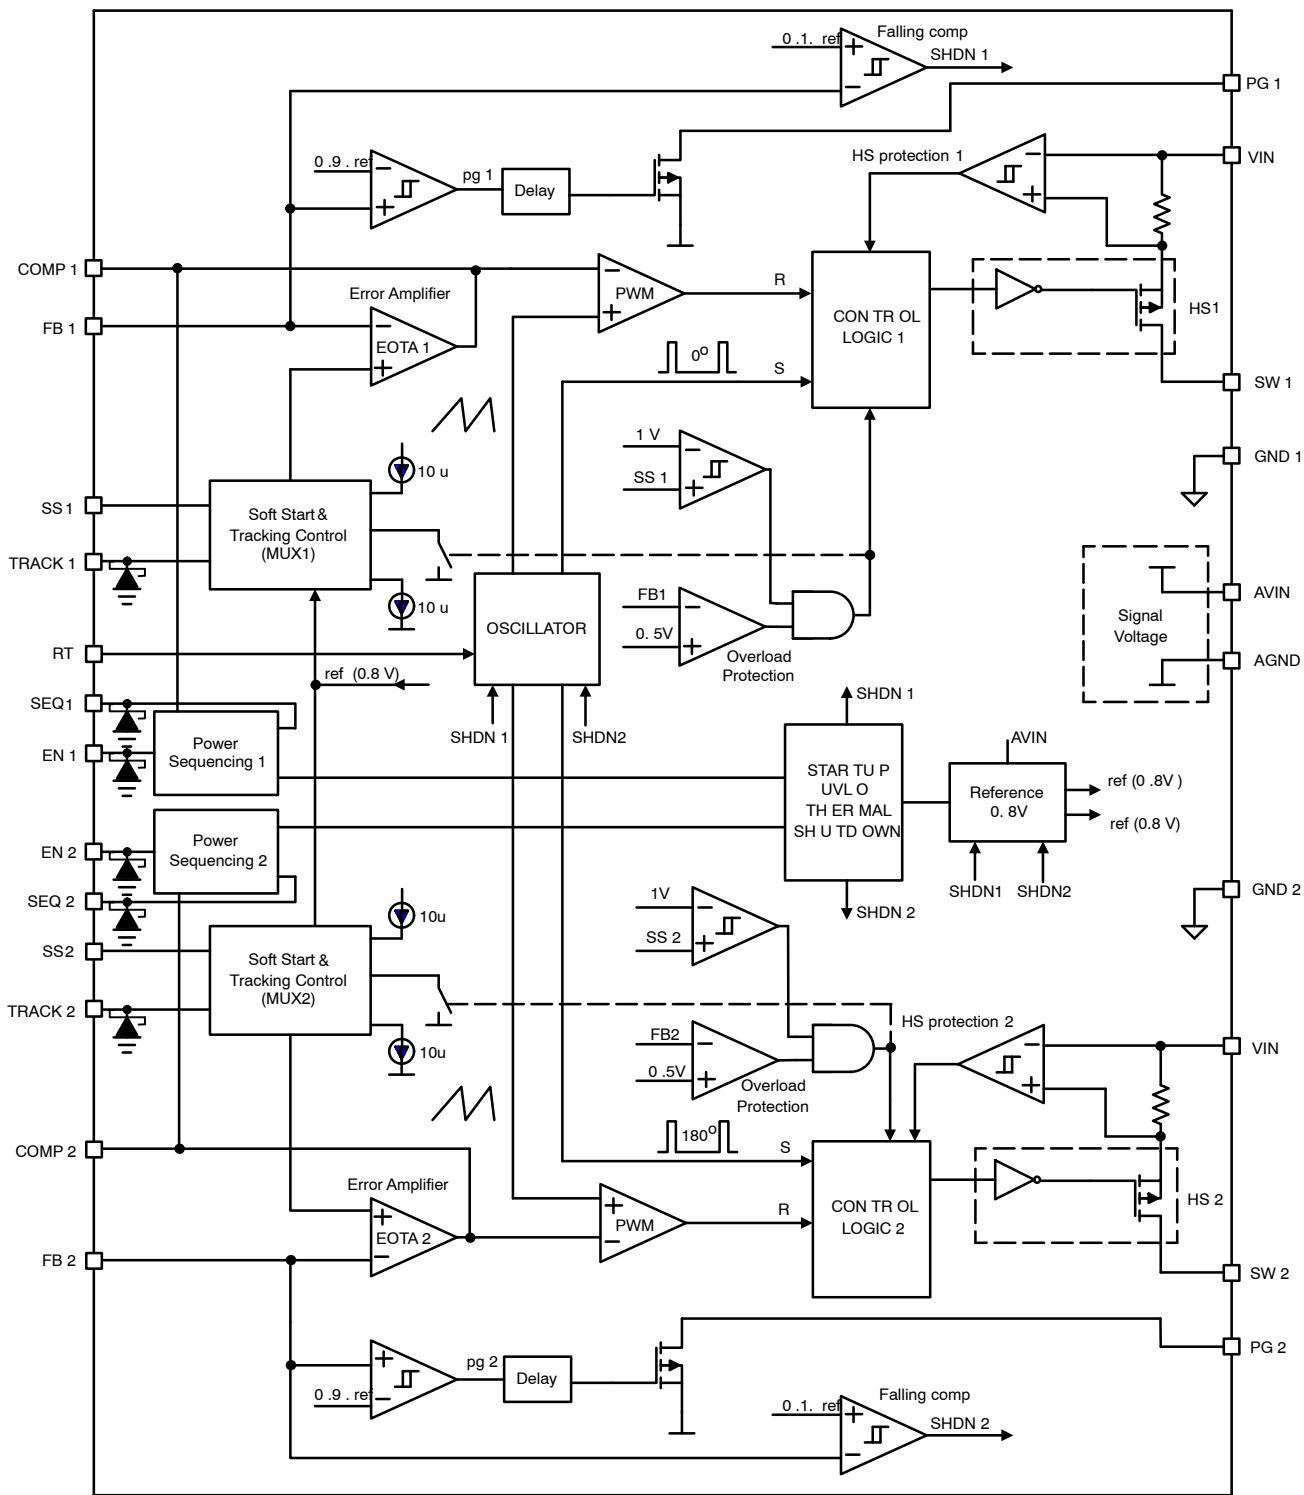 Falling comp
0 .1. ref
SHDN 1
PG 1
0 .9 . ref
pg 1
Delay
HS protection 1
VIN
COMP 1
Error Amplifier
PWM
R
CON TR OL
LOGIC 1
HS1
FB 1
EOTA 1
0º
S
SW 1
1 V
SS 1
GND 1
10 u
SS 1
Soft Start &
Tracking Control
(MUX1)
TRACK 1
10 u
OSCILLATOR
FB1
0. 5V
Overload
Protection
Signal
Voltage
AVIN
AGND
RT
ref (0.8 V)
SEQ1
SHDN 1
SHDN2
SHDN 1
EN 1
Power
Sequencing 1
STAR TU P
UVL O
TH ER MAL
SH U TD OWN
AVIN
Reference
0. 8V
ref (0 .8V )
ref (0.8 V)
EN 2
Power
Sequencing 2
SEQ 2
SHDN1
SHDN2
SHDN 2
GND 2
10u
1V
SS 2
SS2
Soft Start &
Tracking Control
(MUX2)
TRACK 2
10u
FB2
0 .5V
Overload
Protection
HS protection 2
VIN
180º
COMP 2
S
Error Amplifier
EOTA 2
PWM
R
CON TR OL
LOGIC 2
HS 2
FB 2
SW 2
PG 2
pg 2
Delay
0 .9 . ref
Falling comp
0 .1. ref
SHDN 2